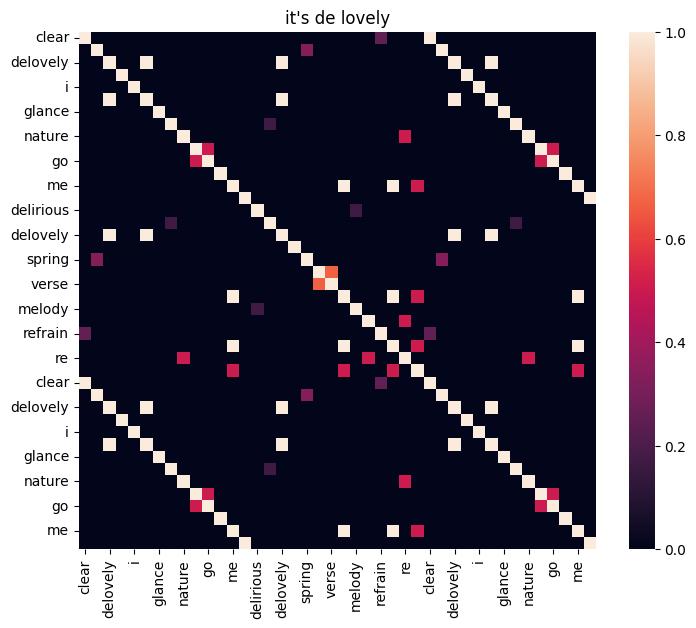 it's de lovely
clear
delovely
i
glance
nature
go
me
delirious
delovely
spring
verse
melody
refrain
re
clear
delovely
i
glance
nature
go
me
1.0
0.8
0.6
0.4
0.2
0.0
clear
delovely
i
glance
nature
go
me
delirious
delovely
spring
verse
melody
refrain
re
clear
delovely
i
glance
nature
go
me